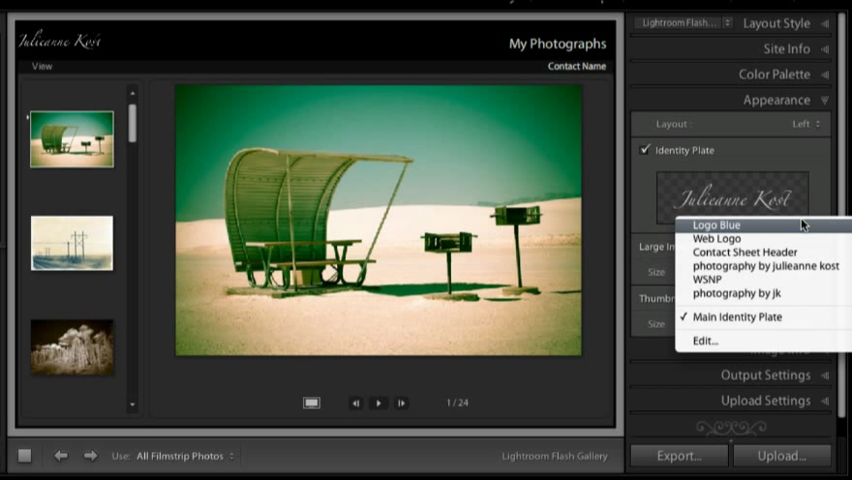 Julieanne Kost
My Photographs
View
Contact Name
1 / 24
Use: All Filmstrip Photos
Lightroom Flash Gallery
Lightroom Flash...
Layout Style
Site Info
Color Palette
Appearance
Layout :
Left
Identity Plate
Julieanne Kost
Logo Blue
Web Logo
Contact Sheet Header
photography by julieanne kost
WSNP
photography by jk
Main Identity Plate
Edit...
Large Im
Size
Thumbn
Size
Output Settings
Upload Settings
Export...
Upload...